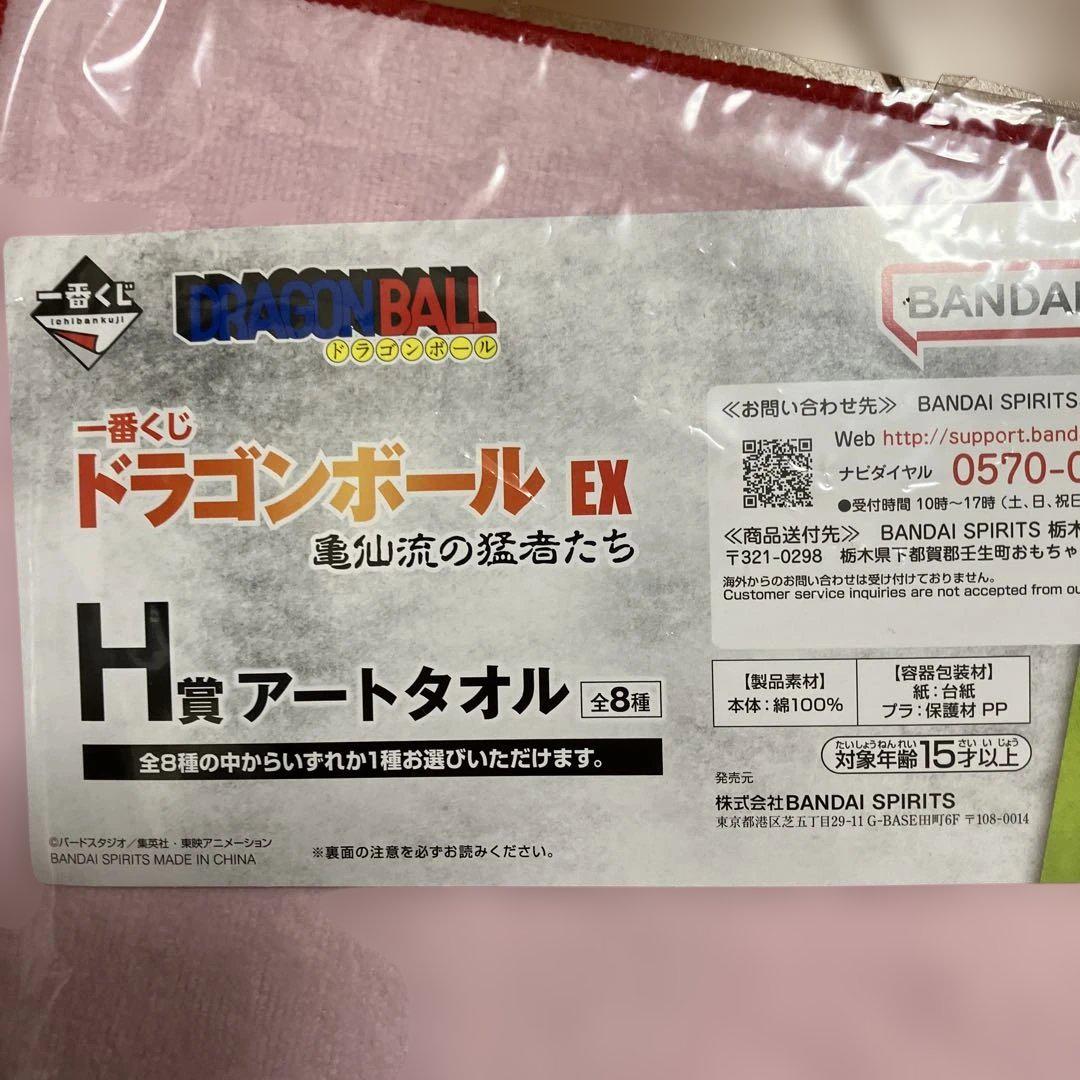 一番くじ
Ichibankuji
DRAGON BALL
ドラゴンボール
BANDAI
一番くじ
ドラゴンボール EX
亀仙流の猛者たち
H賞 アートタオル 全8種
全8種の中からいずれか1種お選びいただけます。
©バードスタジオ／集英社・東映アニメーション
BANDAI SPIRITS MADE IN CHINA
※裏面の注意を必ずお読みください。
≪お問い合わせ先≫ BANDAI SPIRITS
Web http://support.band
ナビダイヤル 0570-0
●受付時間 10時～17時（土、日、祝日
≪商品送付先≫ BANDAI SPIRITS 栃木
〒321-0298 栃木県下都賀郡壬生町おもちゃ
海外からのお問い合わせは受け付けておりません。
Customer service inquiries are not accepted from ou
【製品素材】
本体：綿100%
【容器包装材】
紙：台紙
プラ：保護材 PP
たいしょうねんれい さい いじょう
対象年齢15才以上
発売元
株式会社BANDAI SPIRITS
東京都港区芝五丁目29-11 G-BASE田町6F 〒108-0014